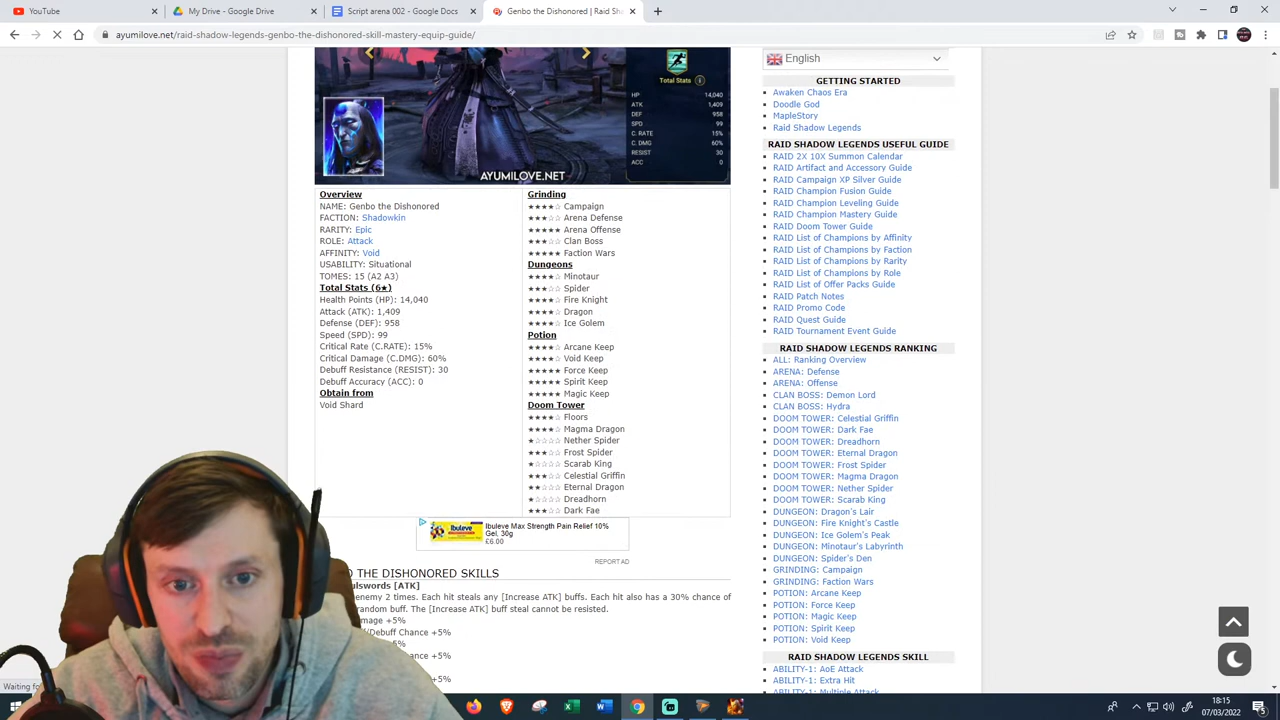 YouTube
My Drive - Google Drive
Script area 002 - Google Docs
Genbo the Dishonored | Raid Sha
ayumilove.net/raid-shadow-legends-genbo-the-dishonored-skill-mastery-equip-guide/
Total Stats
HP 14,040
ATK 1,409
DEF 958
SPD 99
C. RATE 15%
C. DMG 60%
RESIST 30
ACC 0
AYUMILOVE.NET
Overview
NAME: Genbo the Dishonored
FACTION: Shadowkin
RARITY: Epic
ROLE: Attack
AFFINITY: Void
USABILITY: Situational
TOMES: 15 (A2 A3)
Total Stats (6★)
Health Points (HP): 14,040
Attack (ATK): 1,409
Defense (DEF): 958
Speed (SPD): 99
Critical Rate (C.RATE): 15%
Critical Damage (C.DMG): 60%
Debuff Resistance (RESIST): 30
Debuff Accuracy (ACC): 0
Obtain from
Void Shard
Grinding
★★★★☆ Campaign
★★★☆☆ Arena Defense
★★★★★ Arena Offense
★★★☆☆ Clan Boss
★★★★★ Faction Wars
Dungeons
★★★★☆ Minotaur
★★★☆☆ Spider
★★★★☆ Fire Knight
★★★★☆ Dragon
★★★★☆ Ice Golem
Potion
★★★★☆ Arcane Keep
★★★★☆ Void Keep
★★★★★ Force Keep
★★★★★ Spirit Keep
★★★★★ Magic Keep
Doom Tower
★★★★☆ Floors
★★★★☆ Magma Dragon
★☆☆☆☆ Nether Spider
★★★☆☆ Frost Spider
★☆☆☆☆ Scarab King
★★★☆☆ Celestial Griffin
★★☆☆☆ Eternal Dragon
★☆☆☆☆ Dreadhorn
★★★☆☆ Dark Fae
Ibuleve Max Strength Pain Relief 10%
Gel, 30g
£6.00
REPORT AD
O THE DISHONORED SKILLS
ulswords [ATK]
enemy 2 times. Each hit steals any [Increase ATK] buffs. Each hit also has a 30% chance of
random buff. The [Increase ATK] buff steal cannot be resisted.
mage +5%
/Debuff Chance +5%
+5%
ance +5%
+5%
English
GETTING STARTED
Awaken Chaos Era
Doodle God
MapleStory
Raid Shadow Legends
RAID SHADOW LEGENDS USEFUL GUIDE
RAID 2X 10X Summon Calendar
RAID Artifact and Accessory Guide
RAID Campaign XP Silver Guide
RAID Champion Fusion Guide
RAID Champion Leveling Guide
RAID Champion Mastery Guide
RAID Doom Tower Guide
RAID List of Champions by Affinity
RAID List of Champions by Faction
RAID List of Champions by Rarity
RAID List of Champions by Role
RAID List of Offer Packs Guide
RAID Patch Notes
RAID Promo Code
RAID Quest Guide
RAID Tournament Event Guide
RAID SHADOW LEGENDS RANKING
ALL: Ranking Overview
ARENA: Defense
ARENA: Offense
CLAN BOSS: Demon Lord
CLAN BOSS: Hydra
DOOM TOWER: Celestial Griffin
DOOM TOWER: Dark Fae
DOOM TOWER: Dreadhorn
DOOM TOWER: Eternal Dragon
DOOM TOWER: Frost Spider
DOOM TOWER: Magma Dragon
DOOM TOWER: Nether Spider
DOOM TOWER: Scarab King
DUNGEON: Dragon's Lair
DUNGEON: Fire Knight's Castle
DUNGEON: Ice Golem's Peak
DUNGEON: Minotaur's Labyrinth
DUNGEON: Spider's Den
GRINDING: Campaign
GRINDING: Faction Wars
POTION: Arcane Keep
POTION: Force Keep
POTION: Magic Keep
POTION: Spirit Keep
POTION: Void Keep
RAID SHADOW LEGENDS SKILL
ABILITY-1: AoE Attack
ABILITY-1: Extra Hit
ABILITY-1: Multiple Attack
Waiting fo
18:15
07/03/2022